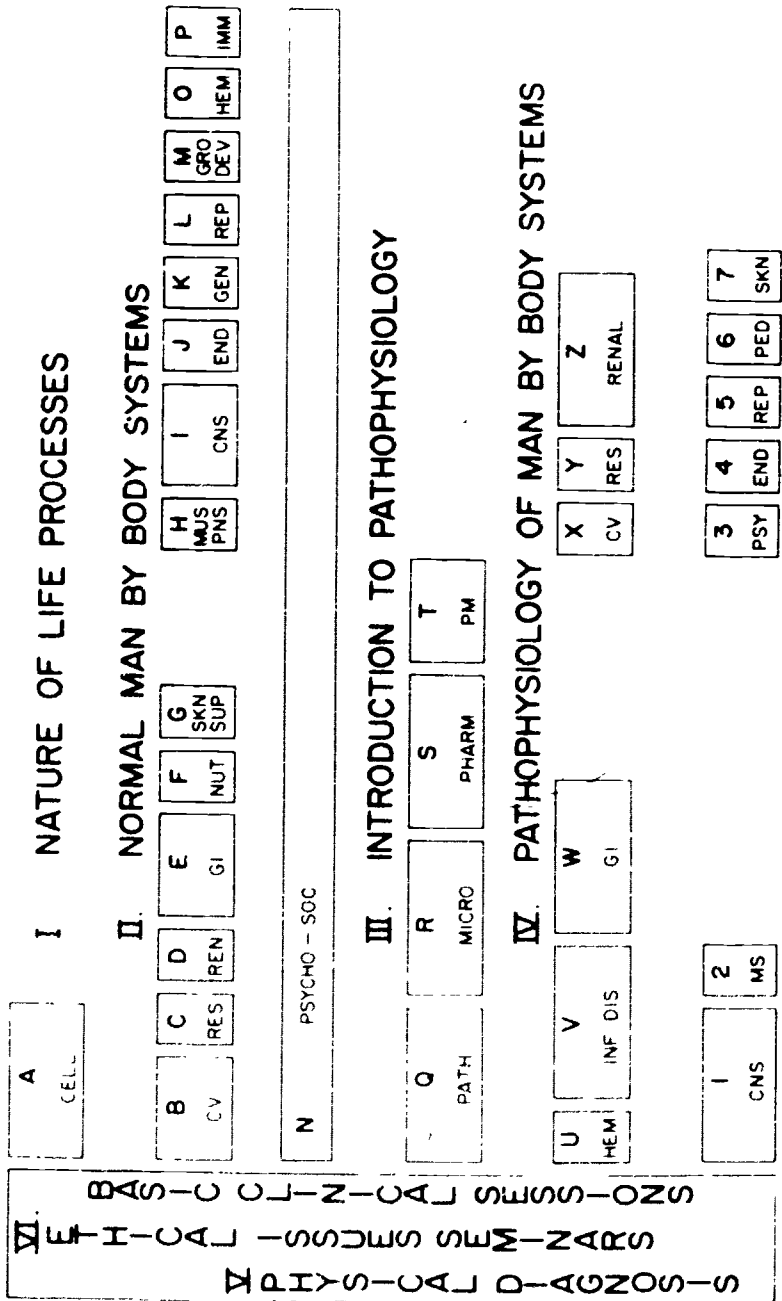 I NATURE OF LIFE PROCESSES
A
CELL
II. NORMAL MAN BY BODY SYSTEMS
B
CV
C
RES
D
REN
E
GI
F
NUT
G
SKN
SUP
H
MUS
PNS
I
CNS
J
END
K
GEN
L
REP
M
GRO
DEV
O
HEM
P
IMM
N PSYCHO-SOC
III. INTRODUCTION TO PATHOPHYSIOLOGY
Q
PATH
R
MICRO
S
PHARM
T
PM
IV. PATHOPHYSIOLOGY OF MAN BY BODY SYSTEMS
U
HEM
V
INF DIS
W
GI
X
CV
Y
RES
Z
RENAL
1
CNS
2
MS
3
PSY
4
END
5
REP
6
PED
7
SKN
BASIC CLINICAL SESSIONS
VI ETHICAL ISSUES SEMINARS
V PHYSICAL DIAGNOSIS